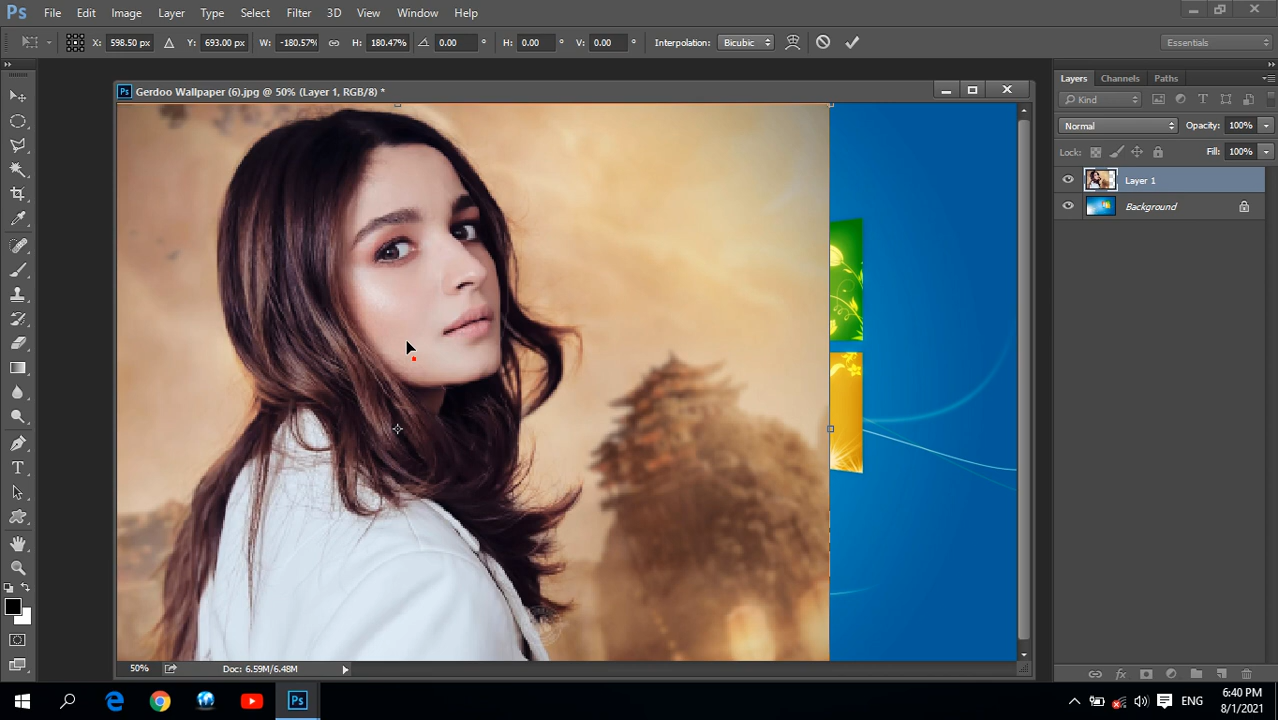 Ps File Edit Image Layer Type Select Filter 3D View Window Help
X: 598.50 px Y: 693.00 px W: -180.57% H: 180.47% 0.00 ° H: 0.00 ° V: 0.00 ° Interpolation: Bicubic Essentials
Layers Channels Paths
Ps Gerdoo Wallpaper (6).jpg @ 50% (Layer 1, RGB/8) *
Kind
Normal Opacity: 100%
Lock: Fill: 100%
Layer 1
Background
50% Doc: 6.59M/6.48M
Ps ENG 6:40 PM
8/1/2021